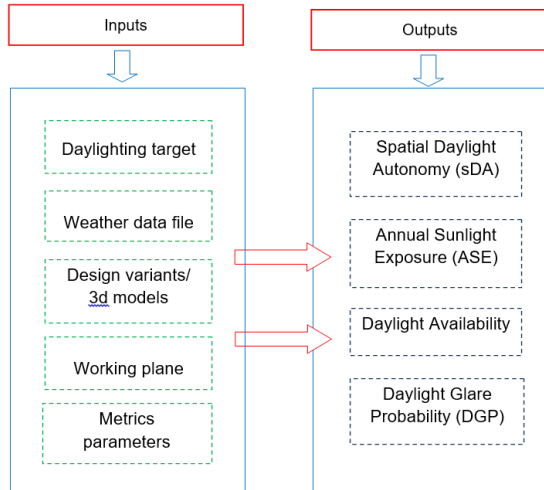 Inputs
Daylighting target
Weather data file
Design variants/
3d models
Working plane
Metrics
parameters
Outputs
Spatial Daylight
Autonomy (sDA)
Annual Sunlight
Exposure (ASE)
Daylight Availability
Daylight Glare
Probability (DGP)